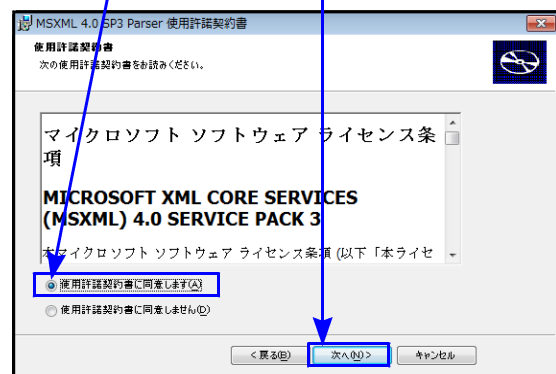 MSXML 4.0 SP3 Parser 使用許諾契約書
使用許諾契約書
次の使用許諾契約書をお読みください。
マイクロソフト ソフトウェア ライセンス条
項
MICROSOFT XML CORE SERVICES
(MSXML) 4.0 SERVICE PACK 3
本マイクロソフト ソフトウェア ライセンス条項 (以下「本ライセ
使用許諾契約書に同意します(A)
使用許諾契約書に同意しません(D)
< 戻る(B) 次へ(N) > キャンセル